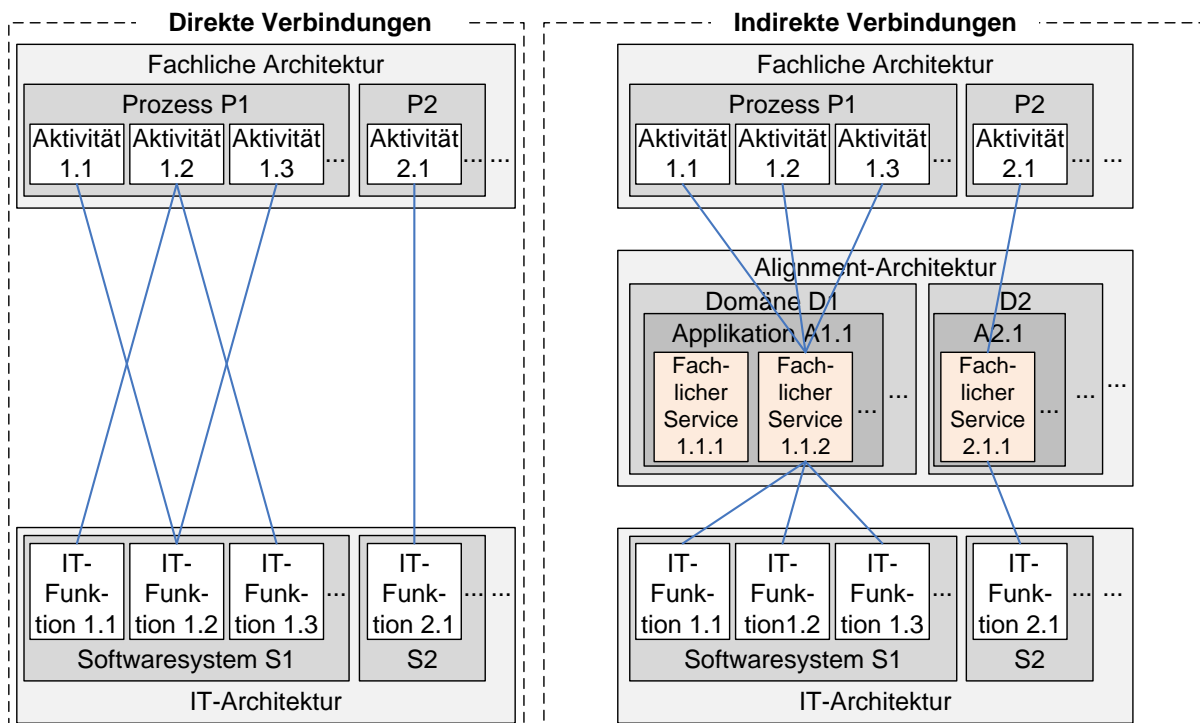 Direkte Verbindungen
Fachliche Architektur
Prozess P1
P2
Aktivität
1.1
Aktivität
1.2
Aktivität
1.3
...
Aktivität
2.1
...
...
IT-
Funk-
tion 1.1
IT-
Funk-
tion 1.2
IT-
Funk-
tion 1.3
...
IT-
Funk-
tion 2.1
...
...
Softwaresystem S1
S2
IT-Architektur
Indirekte Verbindungen
Fachliche Architektur
Prozess P1
P2
Aktivität
1.1
Aktivität
1.2
Aktivität
1.3
...
Aktivität
2.1
...
...
Alignment-Architektur
Domäne D1
D2
Applikation A1.1
A2.1
Fach-
licher
Service
1.1.1
Fach-
licher
Service
1.1.2
...
...
Fach-
licher
Service
2.1.1
...
...
...
IT-
Funk-
tion 1.1
IT-
Funk-
tion1.2
IT-
Funk-
tion 1.3
...
IT-
Funk-
tion 2.1
...
...
Softwaresystem S1
S2
IT-Architektur